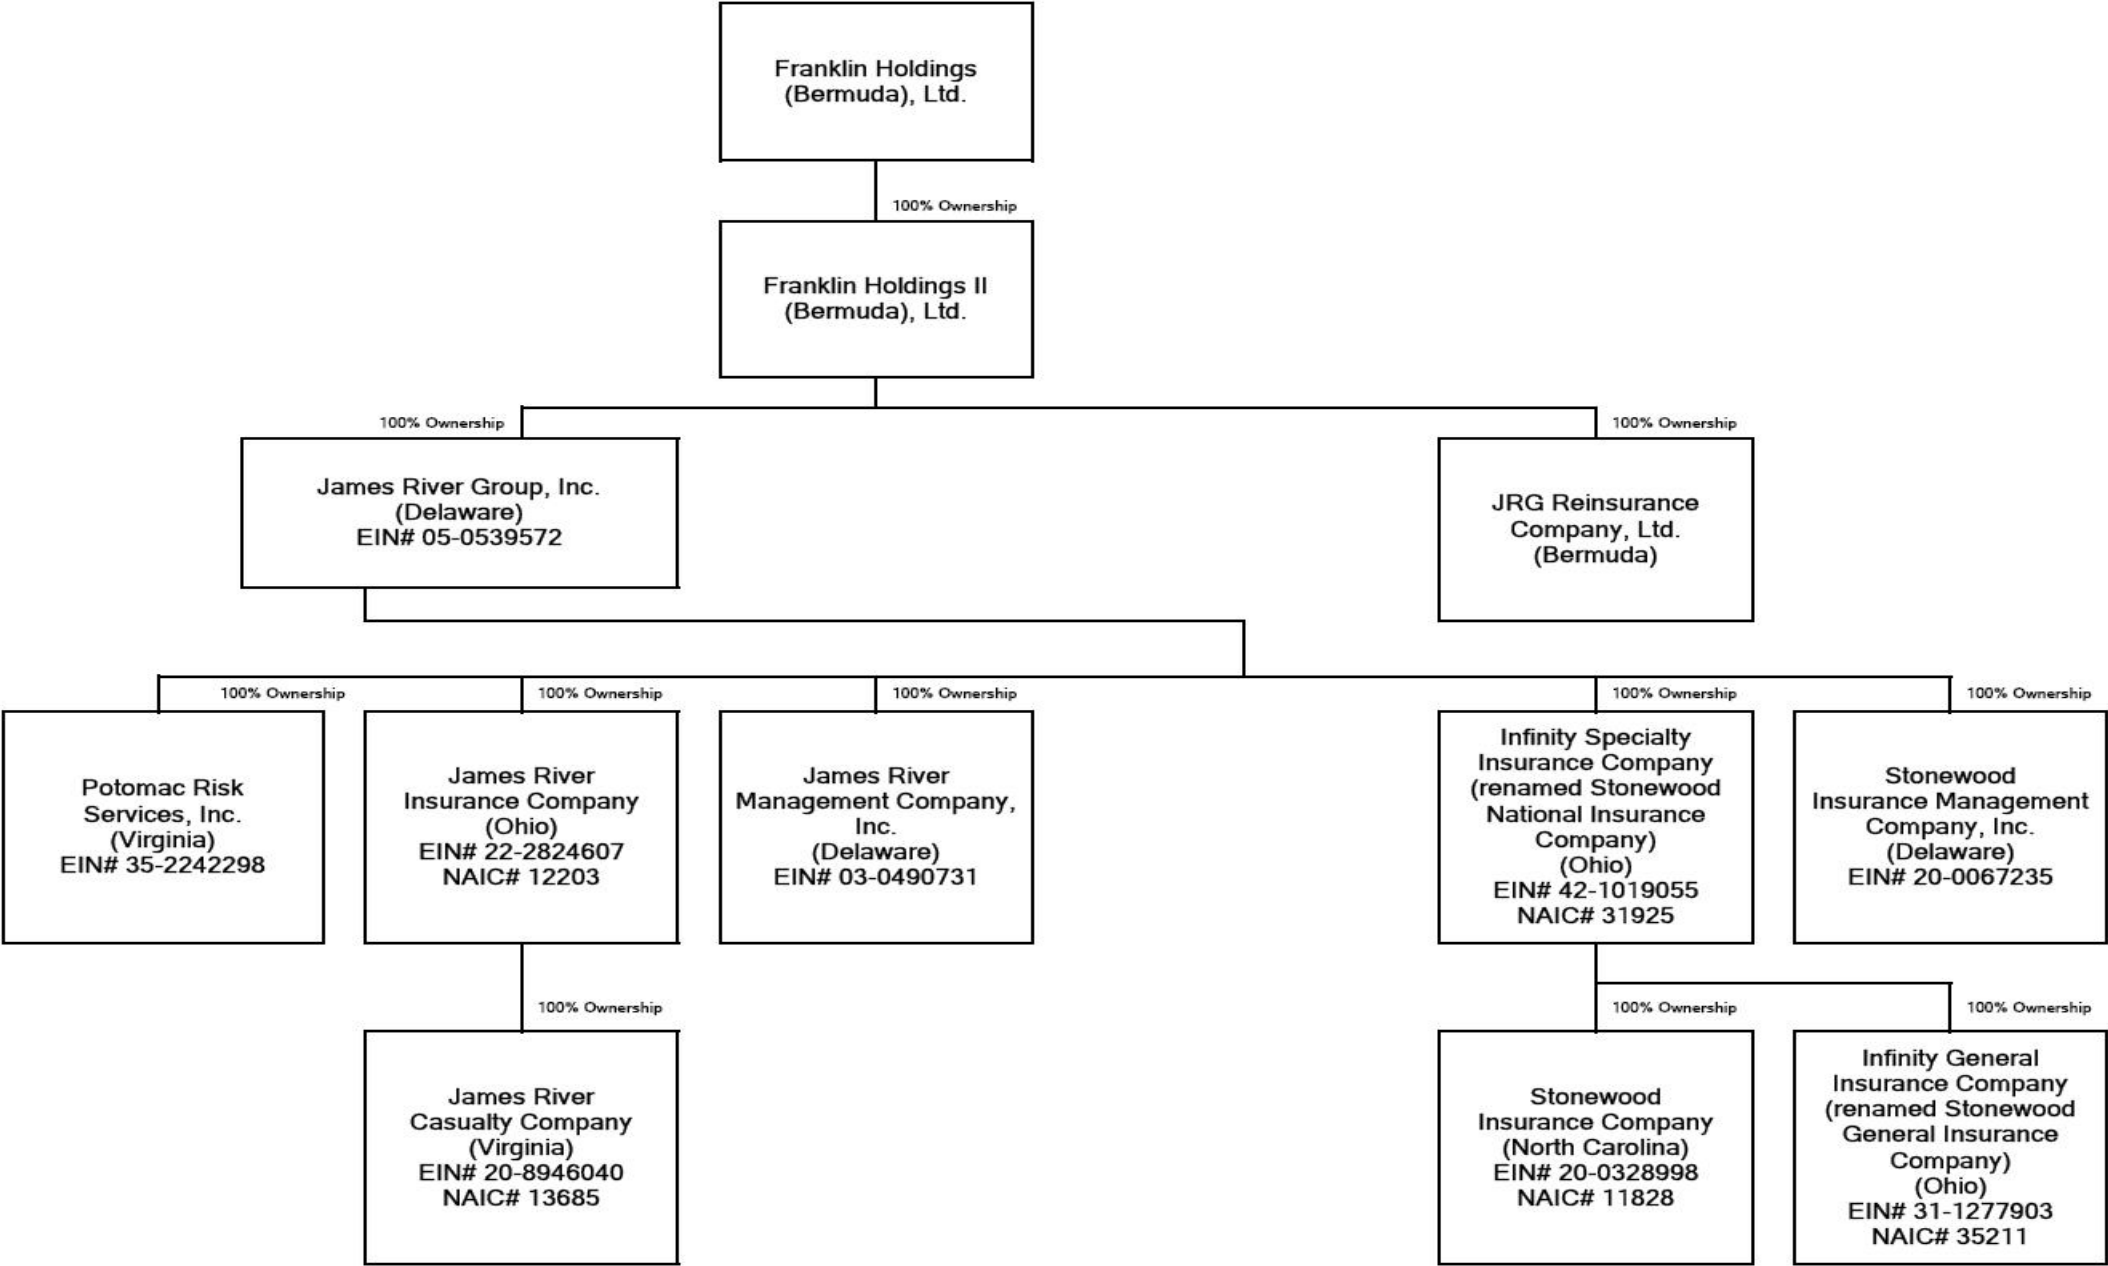 Franklin Holdings
(Bermuda), Ltd.
100% Ownership
Franklin Holdings II
(Bermuda), Ltd.
100% Ownership
100% Ownership
James River Group, Inc.
(Delaware)
EIN# 05-0539572
JRG Reinsurance
Company, Ltd.
(Bermuda)
100% Ownership
100% Ownership
100% Ownership
100% Ownership
100% Ownership
Potomac Risk
Services, Inc.
(Virginia)
EIN# 35-2242298
James River
Insurance Company
(Ohio)
EIN# 22-2824607
NAIC# 12203
James River
Management Company,
Inc.
(Delaware)
EIN# 03-0490731
Infinity Specialty
Insurance Company
(renamed Stonewood
National Insurance
Company)
(Ohio)
EIN# 42-1019055
NAIC# 31925
Stonewood
Insurance Management
Company, Inc.
(Delaware)
EIN# 20-0067235
100% Ownership
100% Ownership
100% Ownership
James River
Casualty Company
(Virginia)
EIN# 20-8946040
NAIC# 13685
Stonewood
Insurance Company
(North Carolina)
EIN# 20-0328998
NAIC# 11828
Infinity General
Insurance Company
(renamed Stonewood
General Insurance
Company)
(Ohio)
EIN# 31-1277903
NAIC# 35211